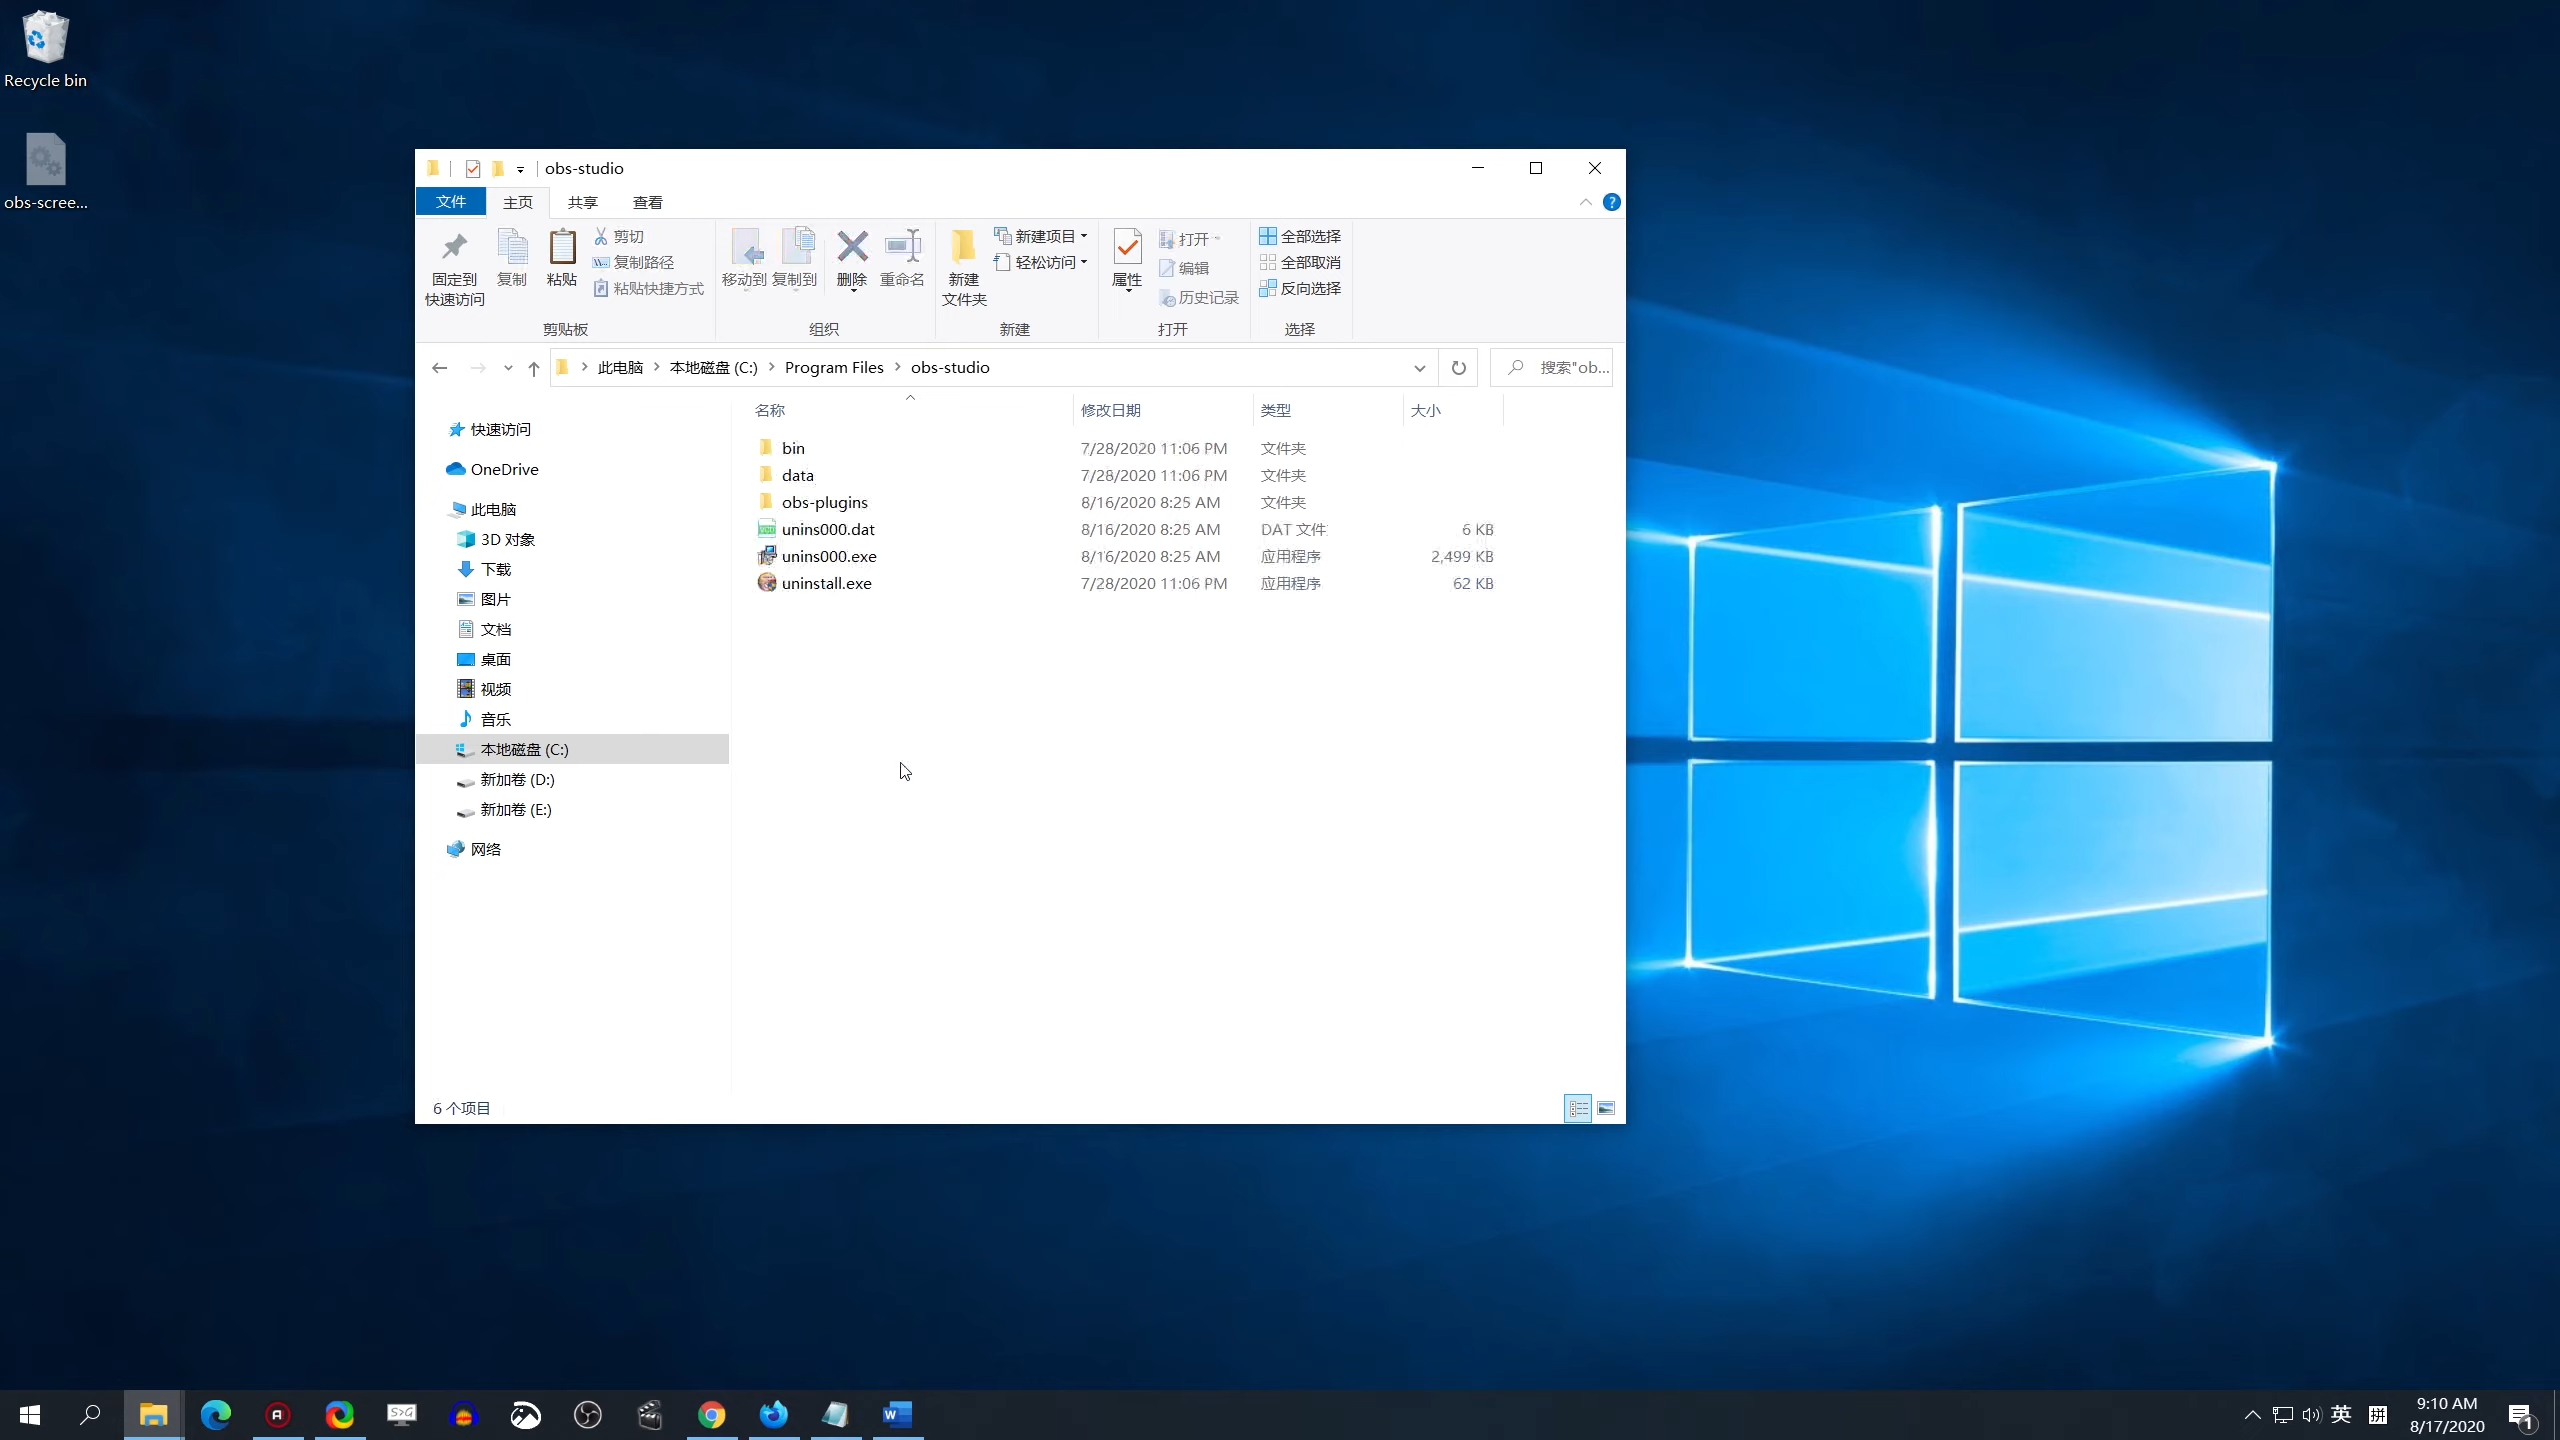 Recycle bin
obs-scree...
obs-studio
文件 主页 共享 查看
固定到
快速访问
复制
粘贴
剪切
复制路径
粘贴快捷方式
剪贴板
移动到 复制到 删除 重命名
组织
新建
文件夹
新建项目
轻松访问
新建
属性
打开
编辑
历史记录
打开
全部选择
全部取消
反向选择
选择
此电脑 本地磁盘 (C:) Program Files obs-studio
搜索"ob...
名称 修改日期 类型 大小
bin 7/28/2020 11:06 PM 文件夹
data 7/28/2020 11:06 PM 文件夹
obs-plugins 8/16/2020 8:25 AM 文件夹
unins000.dat 8/16/2020 8:25 AM DAT 文件 6 KB
unins000.exe 8/16/2020 8:25 AM 应用程序 2,499 KB
uninstall.exe 7/28/2020 11:06 PM 应用程序 62 KB
快速访问
OneDrive
此电脑
3D 对象
下载
图片
文档
桌面
视频
音乐
本地磁盘 (C:)
新加卷 (D:)
新加卷 (E:)
网络
6 个项目
S>G
英 拼
9:10 AM
8/17/2020
1